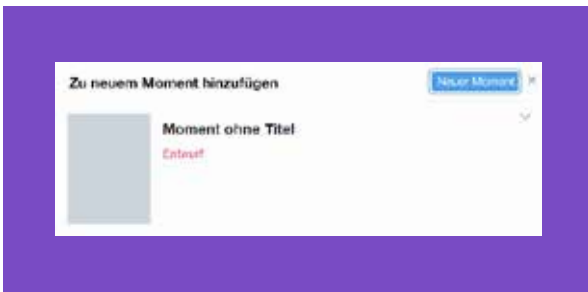 Zu neuem Moment hinzufügen
Neuer Moment
Moment ohne Titel
Entwurf